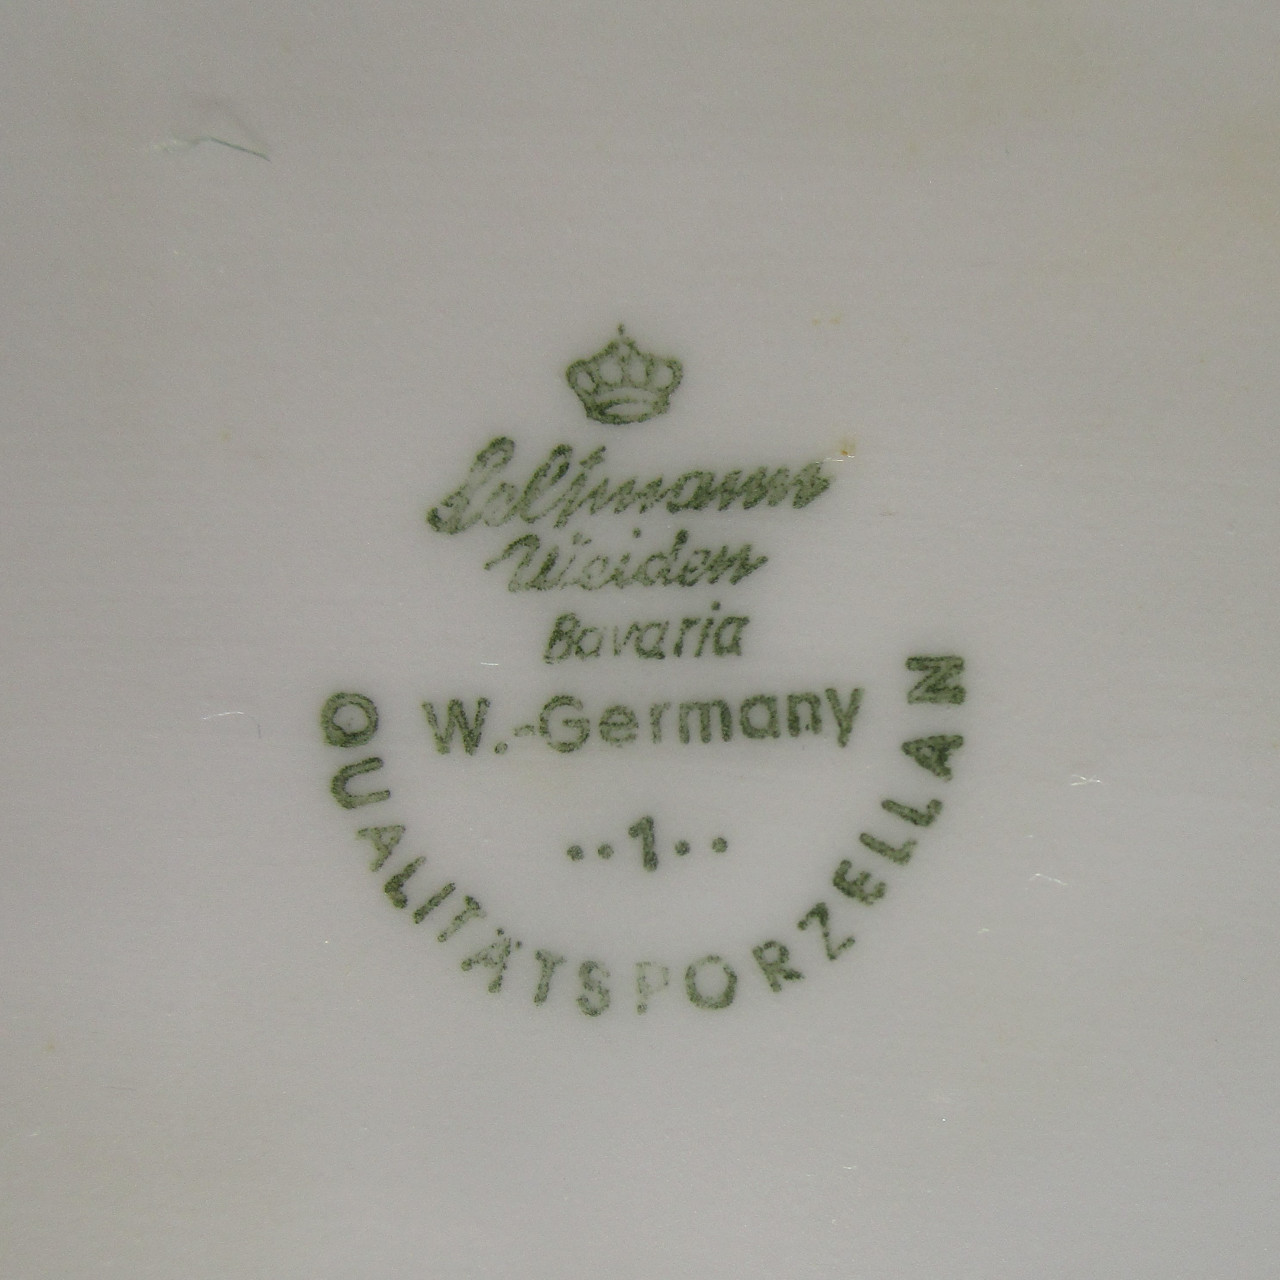 Seltmann
Weiden
Bavaria
W.-Germany
..1..
QUALITÄTSPORZELLAN